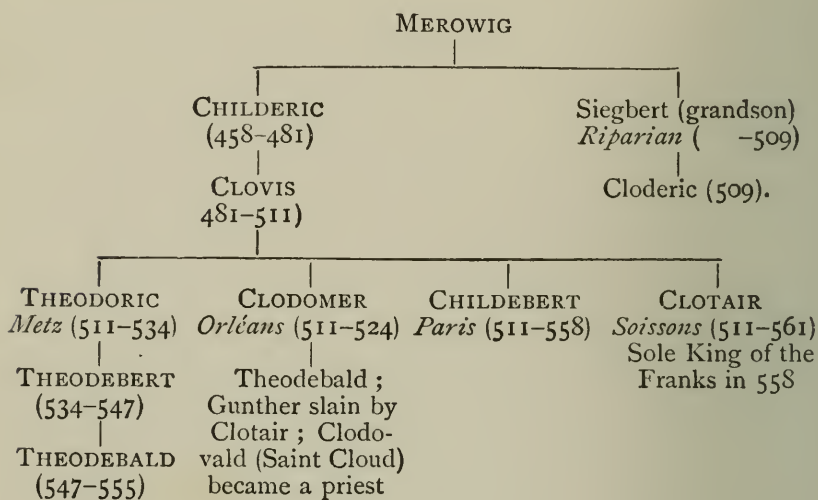 MEROWIG
CHILDERIC
(458–481)
Siegbert (grandson)
Riparian ( –509)
CLOVIS
481–511)
Cloderic (509).
THEODORIC
Metz (511–534)
CLODOMER
Orléans (511–524)
CHILDEBERT
Paris (511–558)
CLOTAIR
Soissons (511–561)
Sole King of the
Franks in 558
THEODEBERT
(534–547)
THEODEBALD
(547–555)
Theodebald ;
Gunther slain by
Clotair ; Clodo-
vald (Saint Cloud)
became a priest